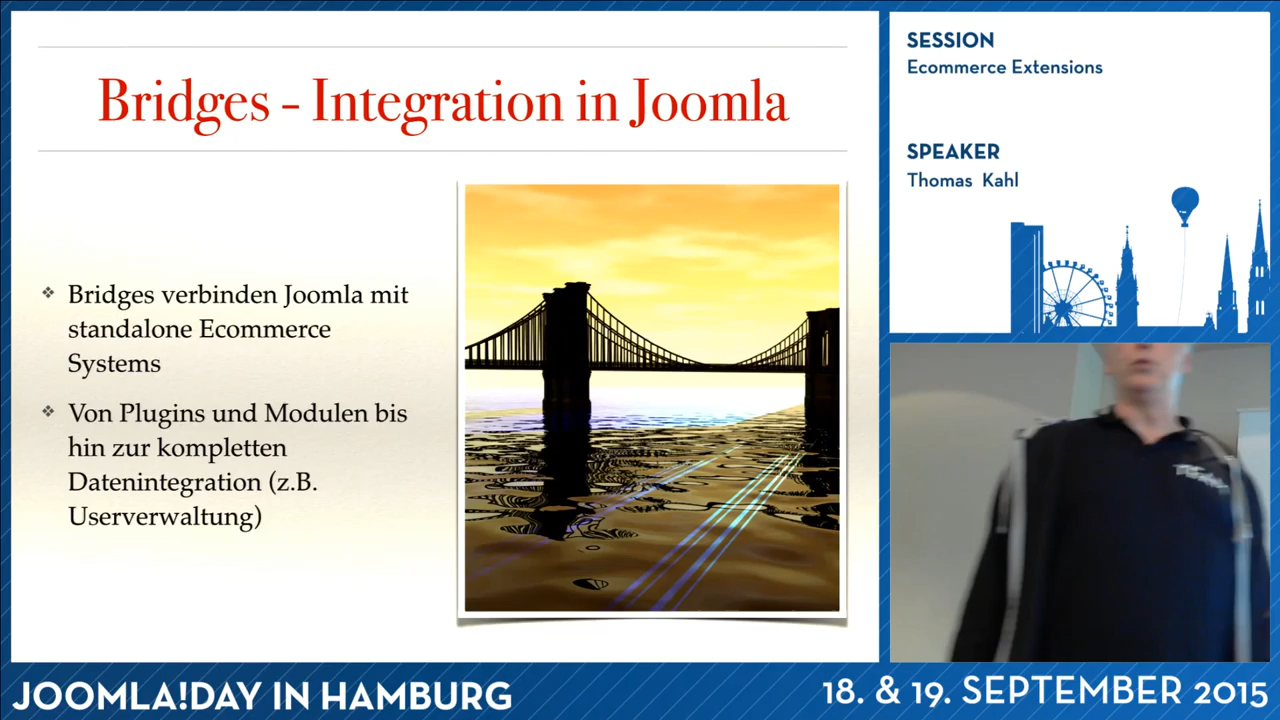 Bridges – Integration in Joomla
Bridges verbinden Joomla mit
standalone Ecommerce
Systems
Von Plugins und Modulen bis
hin zur kompletten
Datenintegration (z.B.
Userverwaltung)
SESSION
Ecommerce Extensions
SPEAKER
Thomas Kahl
JOOMLA!DAY IN HAMBURG
18. & 19. SEPTEMBER 2015